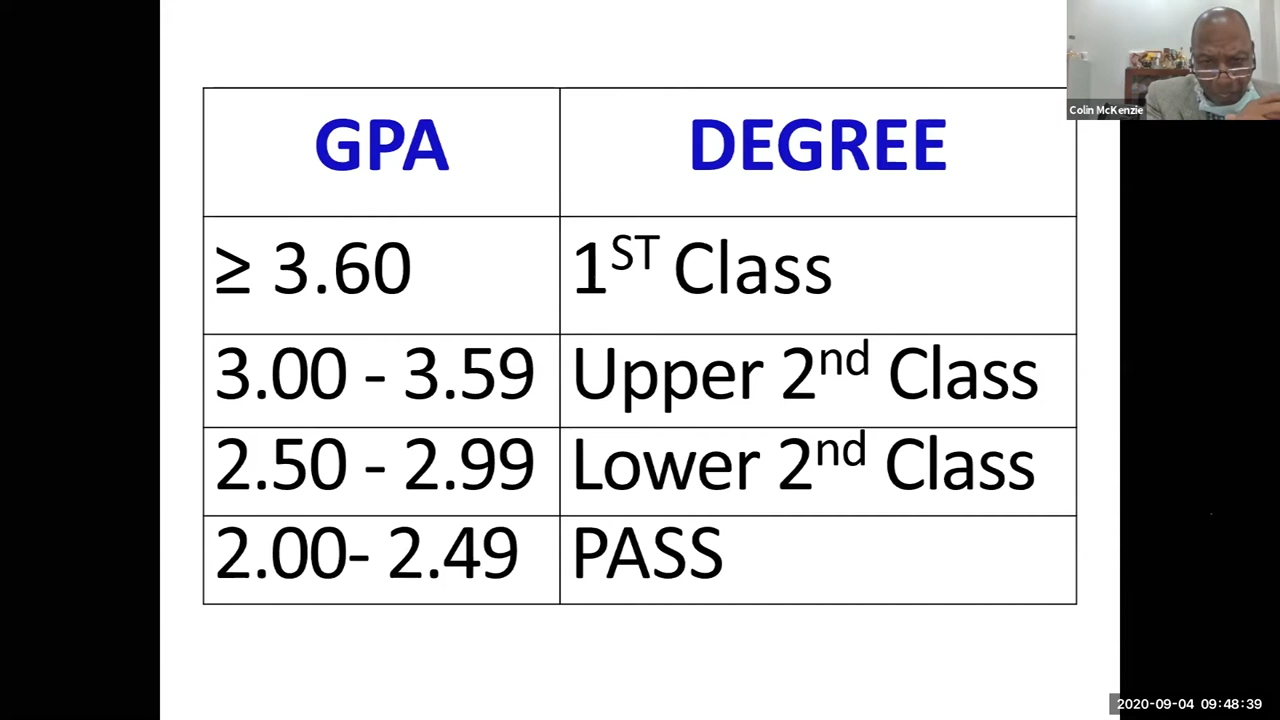 GPA DEGREE
≥ 3.60 1ST Class
3.00 - 3.59 Upper 2nd Class
2.50 - 2.99 Lower 2nd Class
2.00- 2.49 PASS
Colin McKenzie
2020-09-04 09:48:39